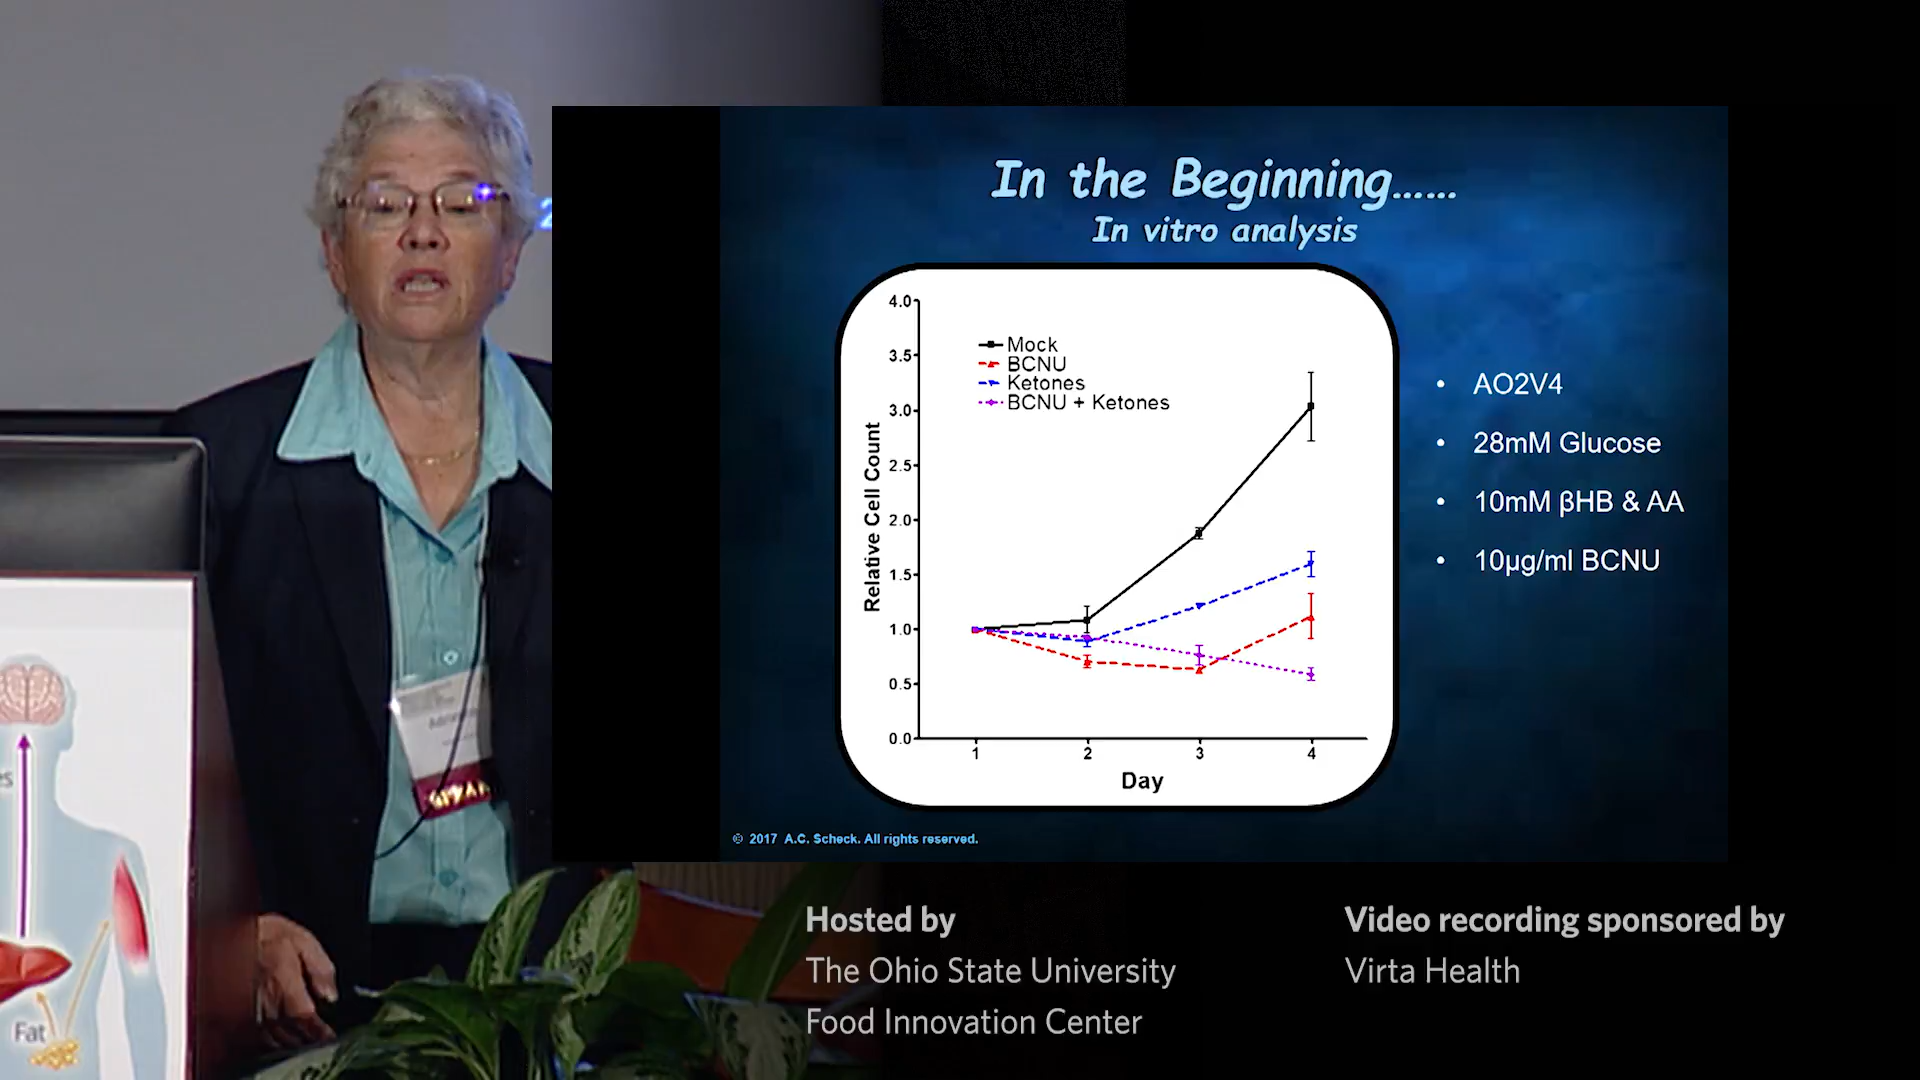 In the Beginning......
In vitro analysis
4.0
3.5
3.0
2.5
2.0
1.5
1.0
0.5
0.0
Relative Cell Count
Mock
BCNU
Ketones
BCNU + Ketones
1 2 3 4
Day
• AO2V4
• 28mM Glucose
• 10mM βHB & AA
• 10µg/ml BCNU
© 2017 A.C. Scheck. All rights reserved.
Fat
Hosted by
The Ohio State University
Food Innovation Center
Video recording sponsored by
Virta Health